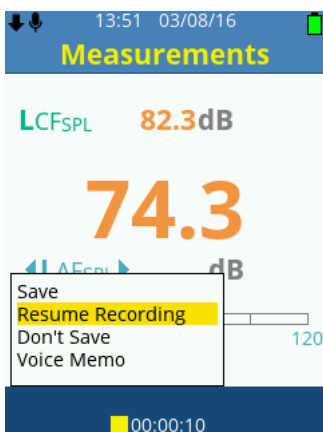 13:51 03/08/16
Measurements
LCFSPL 82.3dB
74.3
LAFSPL dB
Save
Resume Recording
Don't Save
Voice Memo
120
00:00:10